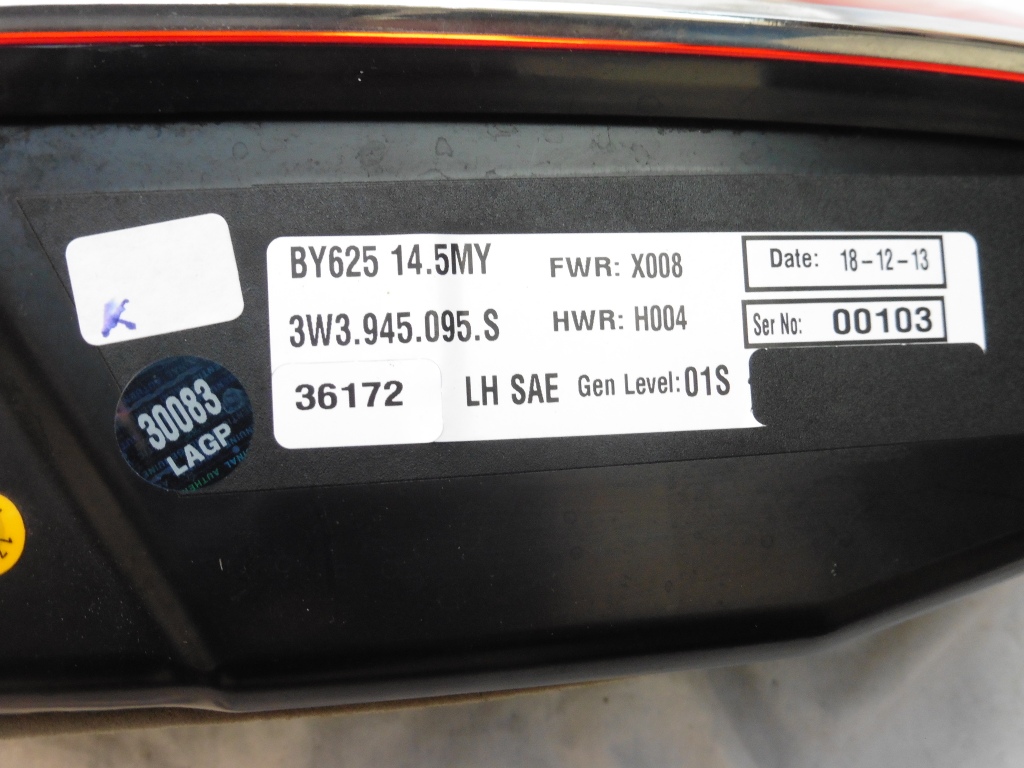 BY625 14.5MY
FWR: X008
Date: 18-12-13
3W3.945.095.S
HWR: H004
Ser No: 00103
36172
LH SAE
Gen Level: 01S
30083
LAGP